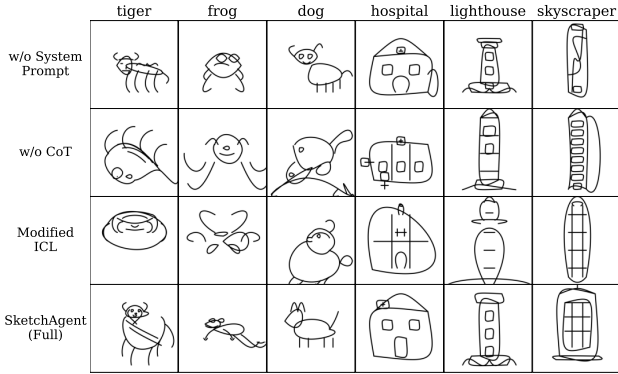 tiger frog dog hospital lighthouse skyscraper
w/o System
Prompt
w/o CoT
Modified
ICL
SketchAgent
(Full)